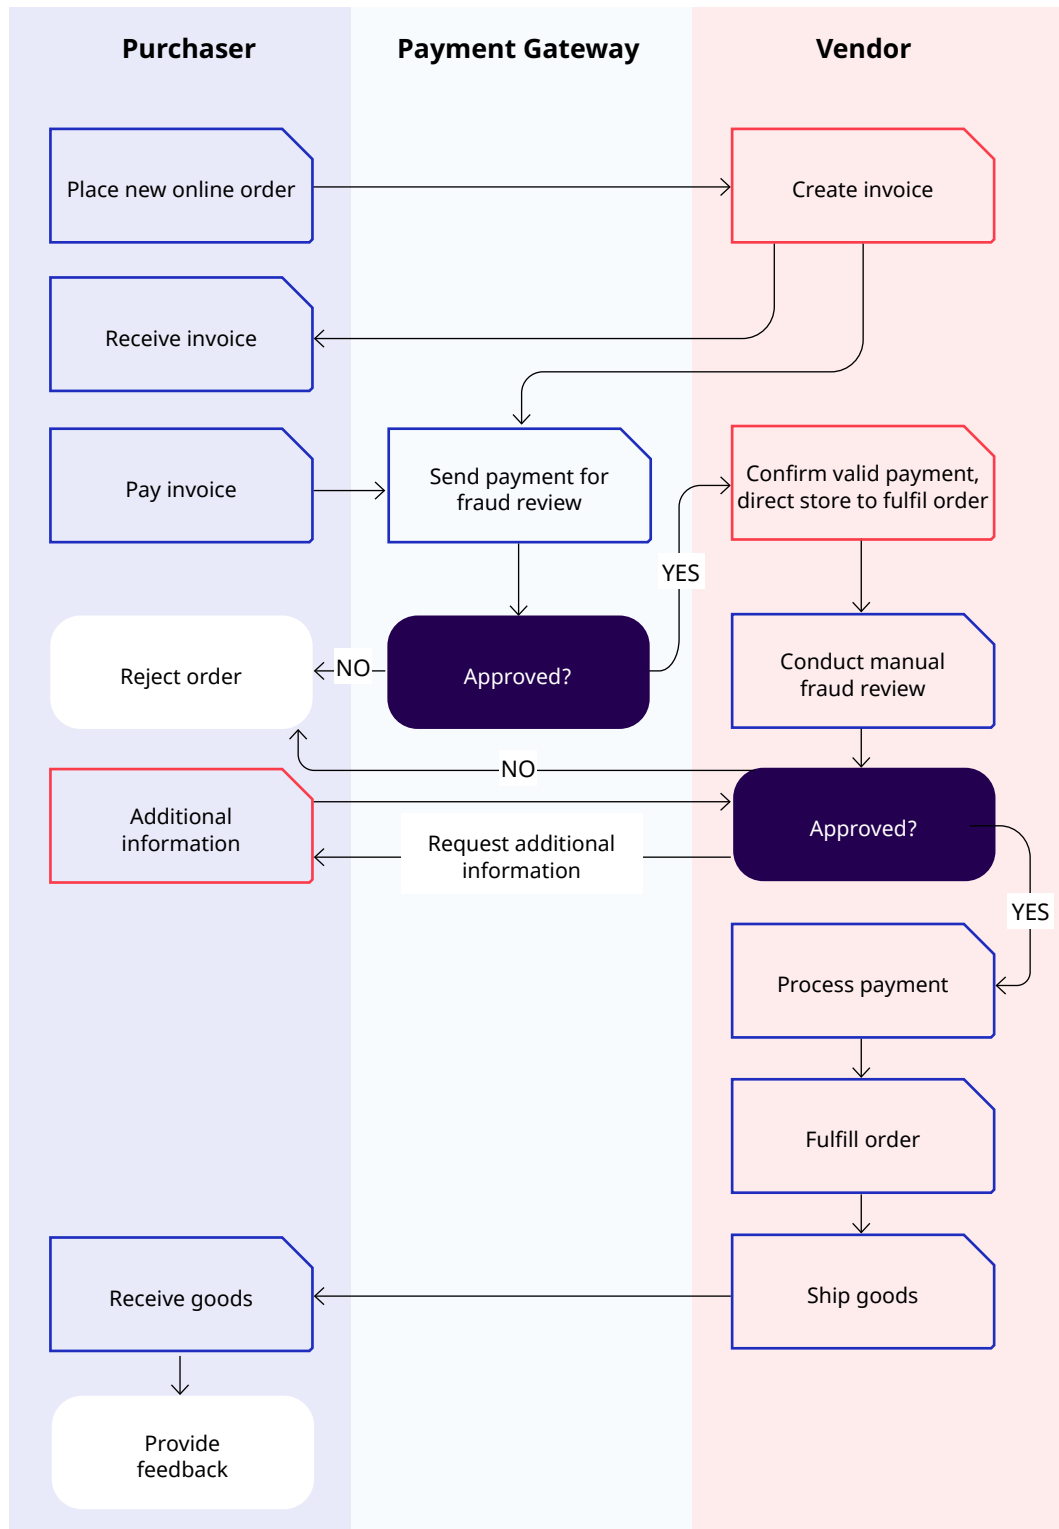 Purchaser
Payment Gateway
Vendor
Place new online order
Create invoice
Receive invoice
Pay invoice
Send payment for
fraud review
Confirm valid payment,
direct store to fulfil order
YES
Reject order
NO
Approved?
Conduct manual
fraud review
NO
Additional
information
Request additional
information
Approved?
YES
Process payment
Fulfill order
Receive goods
Ship goods
Provide
feedback